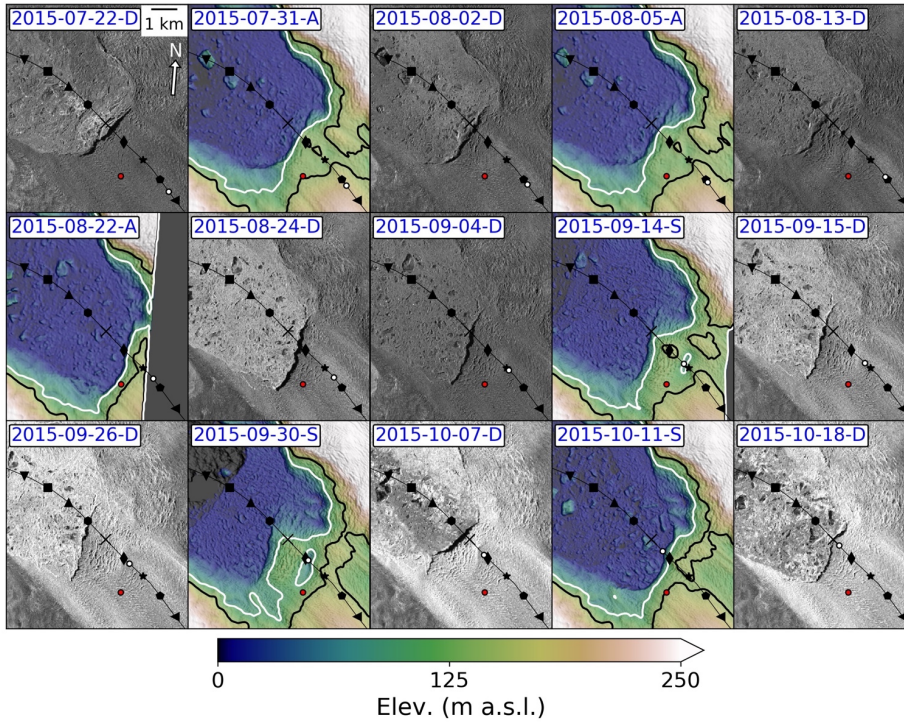 2015-07-22-D
1 km
N
2015-07-31-A
2015-08-02-D
2015-08-05-A
2015-08-13-D
2015-08-22-A
2015-08-24-D
2015-09-04-D
2015-09-14-S
2015-09-15-D
2015-09-26-D
2015-09-30-S
2015-10-07-D
2015-10-11-S
2015-10-18-D
0
125
250
Elev. (m a.s.l.)